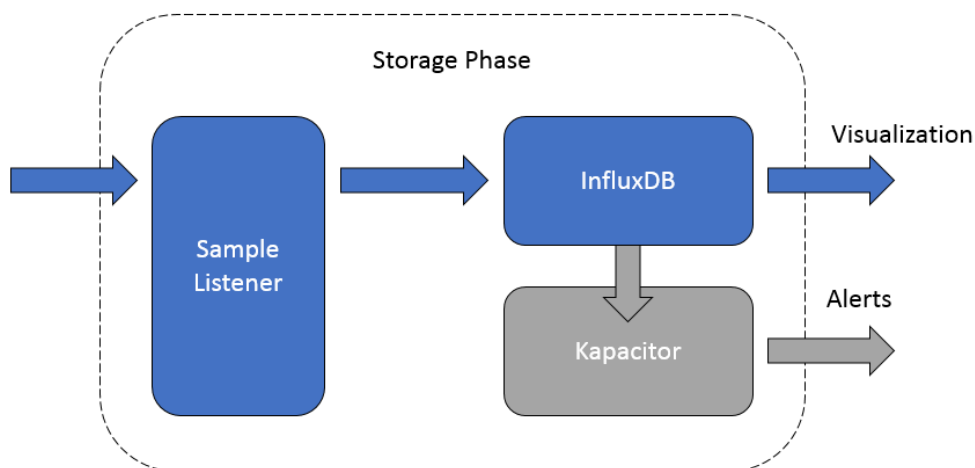 Storage Phase
Visualization
InfluxDB
Sample
Listener
Alerts
Kapacitor